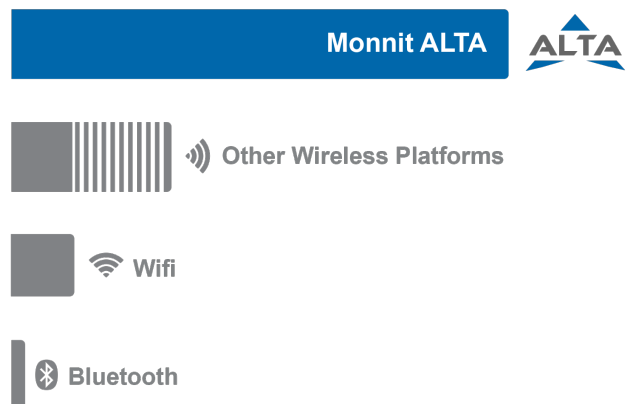 Monnit ALTA
ALTA
Other Wireless Platforms
Wifi
Bluetooth